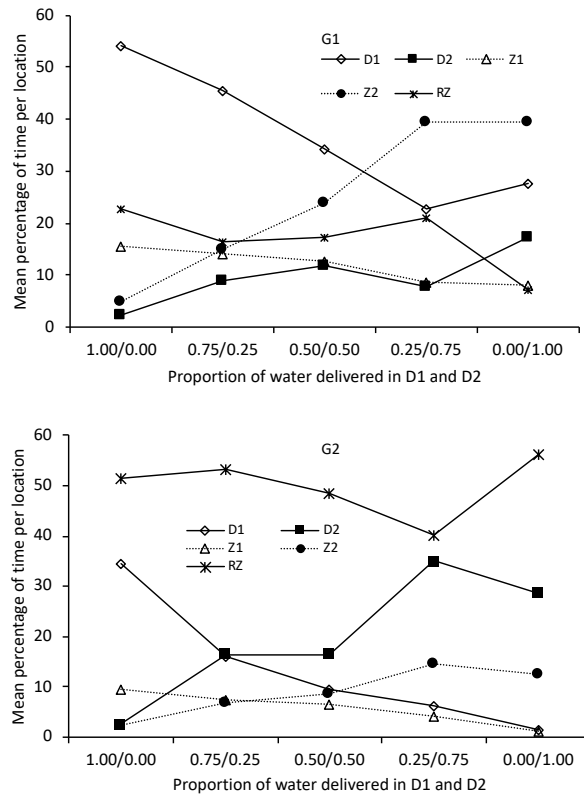 G1
D1 D2 Z1
Z2 RZ
Mean percentage of time per location
60
50
40
30
20
10
0
1.00/0.00 0.75/0.25 0.50/0.50 0.25/0.75 0.00/1.00
Proportion of water delivered in D1 and D2
G2
D1 D2
Z1 Z2
RZ
Mean percentage of time per location
60
50
40
30
20
10
0
1.00/0.00 0.75/0.25 0.50/0.50 0.25/0.75 0.00/1.00
Proportion of water delivered in D1 and D2